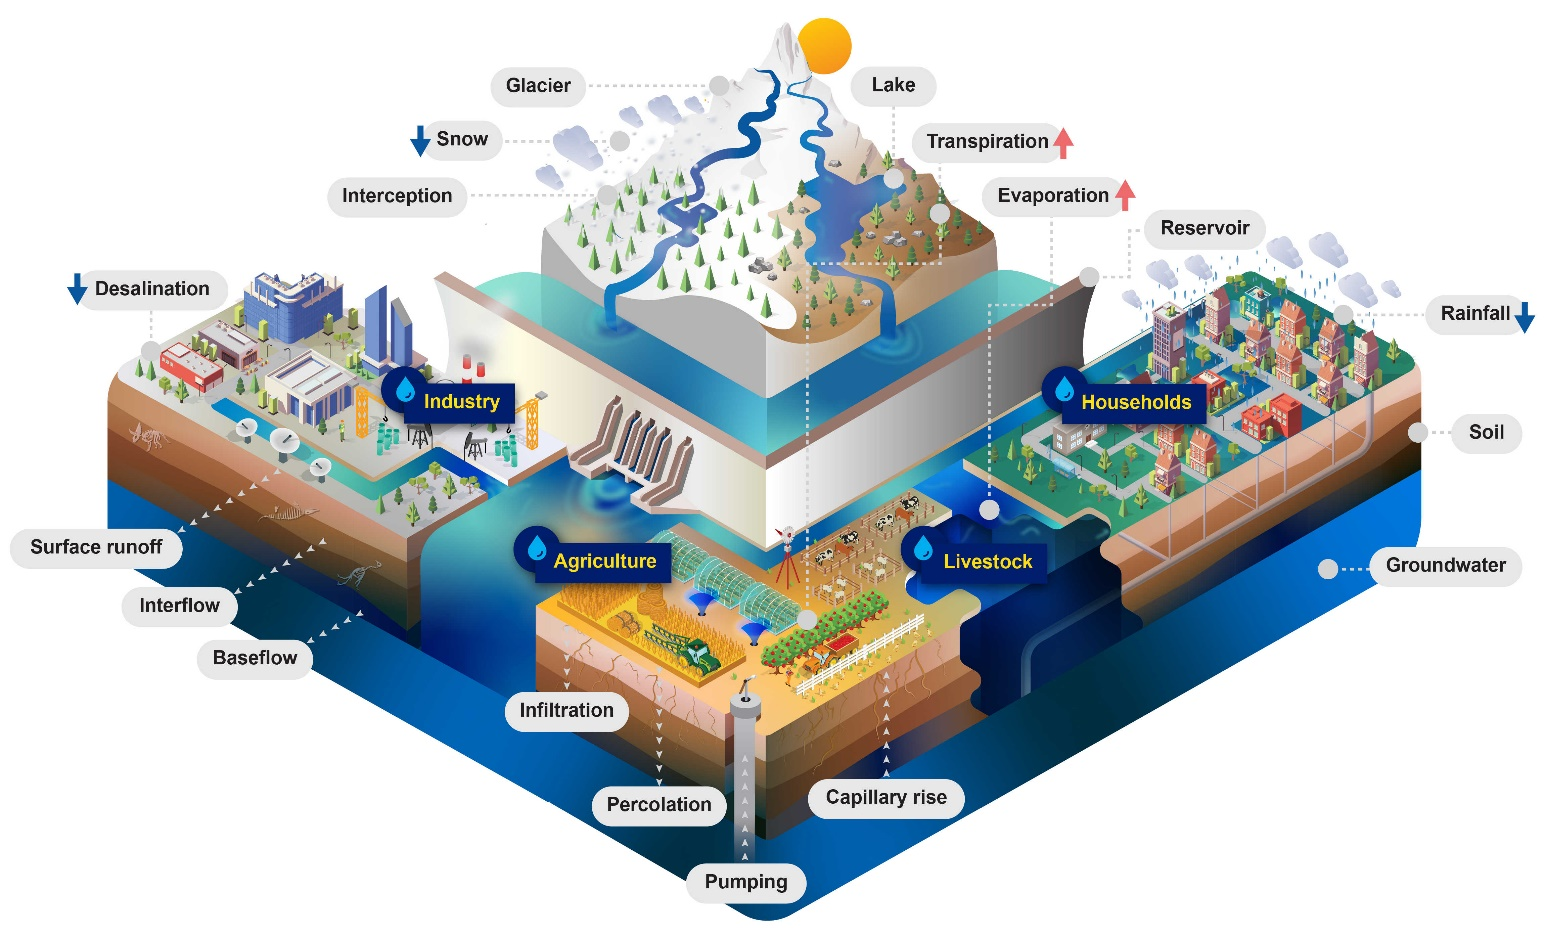 Glacier
Lake
Snow
Transpiration
Interception
Evaporation
Reservoir
Desalination
Rainfall
Industry
Households
Soil
Surface runoff
Agriculture
Livestock
Groundwater
Interflow
Baseflow
Infiltration
Percolation
Capillary rise
Pumping